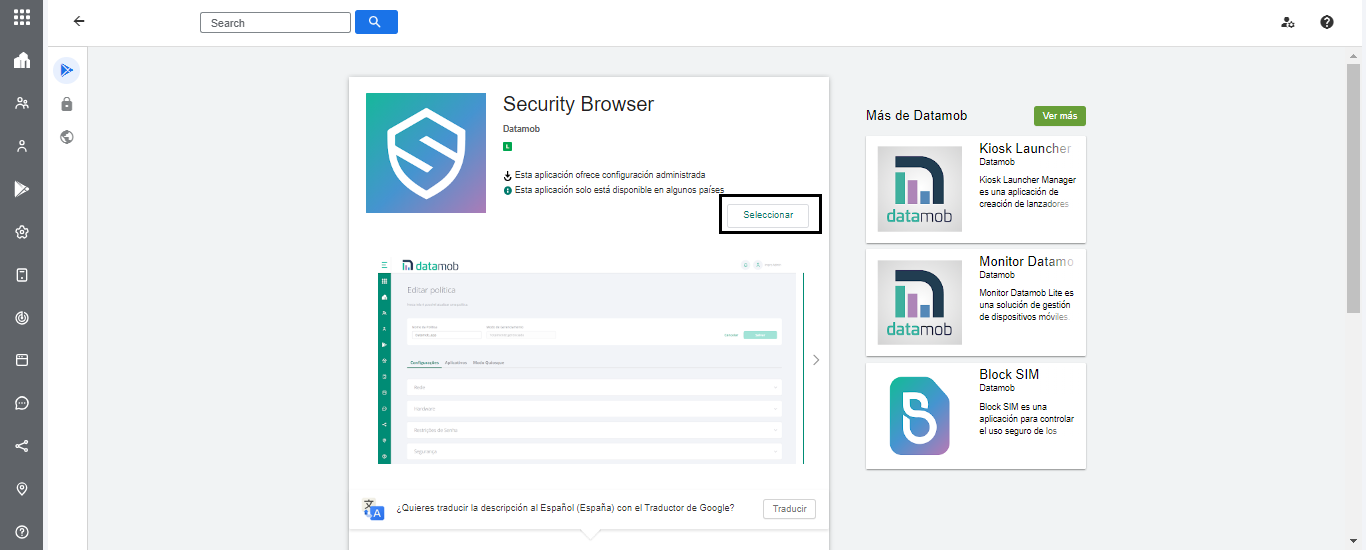 Search
Security Browser
Datamob
L
Esta aplicación ofrece configuración administrada
Esta aplicación solo está disponible en algunos países
Seleccionar
datamob
Editar política
Configurações Aplicativos Modo Quiosque
Rede
Hardware
Restrições de senha
Segurança
¿Quieres traducir la descripción al Español (España) con el Traductor de Google?
Traducir
Más de Datamob
Ver más
datamob
Kiosk Launcher
Datamob
Kiosk Launcher Manager
es una aplicación de
creación de lanzadores
datamob
Monitor Datamo
Datamob
Monitor Datamob Lite es
una solución de gestión
de dispositivos móviles.
Block SIM
Datamob
Block SIM es una
aplicación para controlar
el uso seguro de los